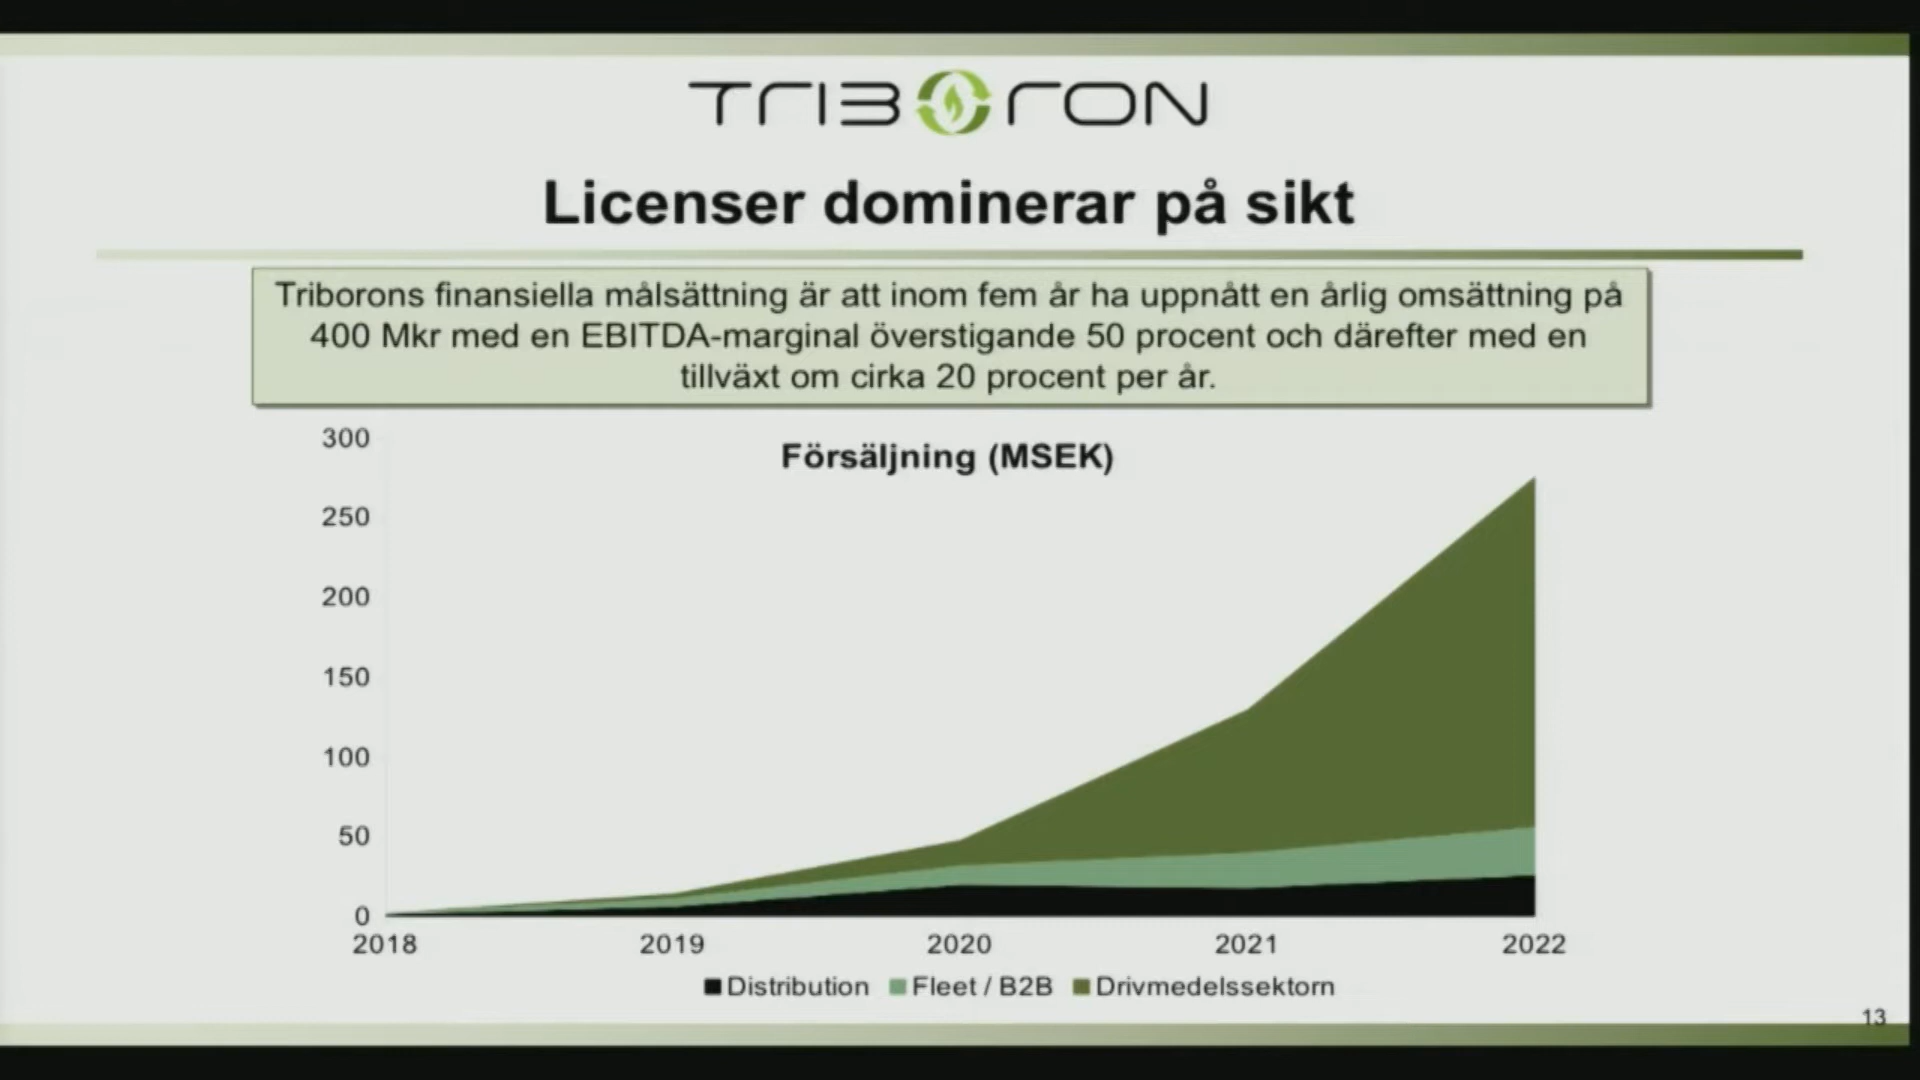 TRIBORON
Licenser dominerar på sikt
Triborons finansiella målsättning är att inom fem år ha uppnått en årlig omsättning på
400 Mkr med en EBITDA-marginal överstigande 50 procent och därefter med en
tillväxt om cirka 20 procent per år.
Försäljning (MSEK)
300
250
200
150
100
50
0
2018 2019 2020 2021 2022
Distribution Fleet / B2B Drivmedelssektorn
13